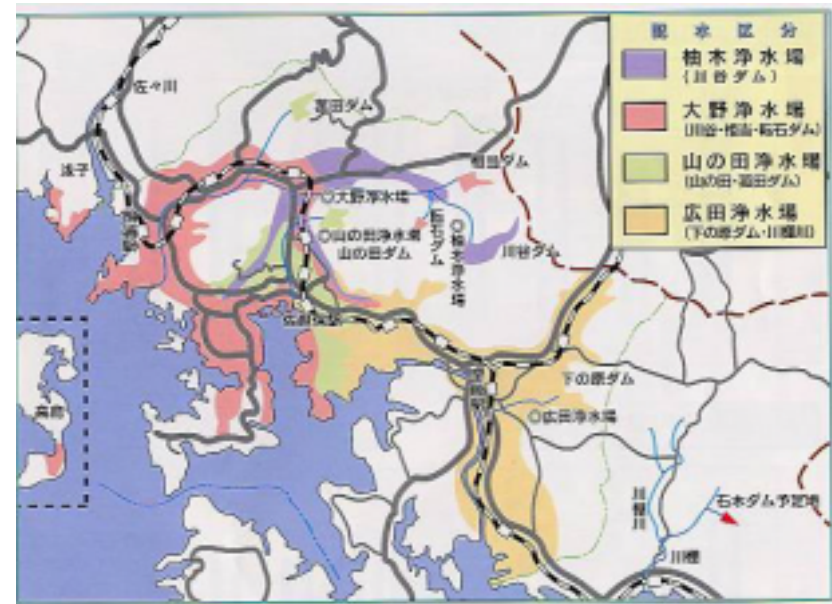 配水区分
柚木浄水場
(川谷ダム)
大野浄水場
(川谷・相当・転石ダム)
山の田浄水場
(山の田・菰田ダム)
広田浄水場
(下の原ダム・川棚川)
佐々川
菰田ダム
浅子
相当ダム
○大野浄水場
転石ダム
○柚木浄水場
○山の田浄水場
山の田ダム
川谷ダム
佐世保駅
高島
下の原ダム
○広田浄水場
川棚川
石木ダム予定地
川棚